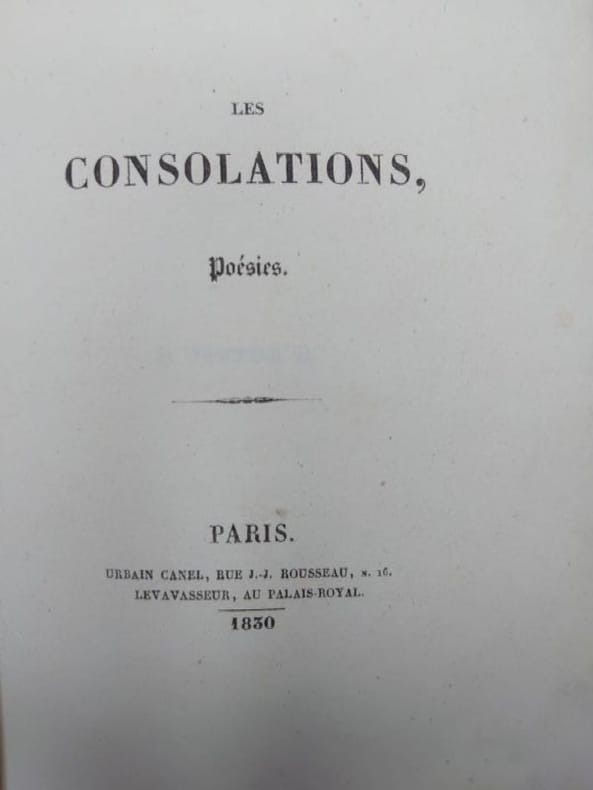 LES
CONSOLATIONS,
Poésies.
PARIS.
URBAIN CANEL, RUE J.-J. ROUSSEAU, N. 16.
LEVAVASSEUR, AU PALAIS-ROYAL.
1830